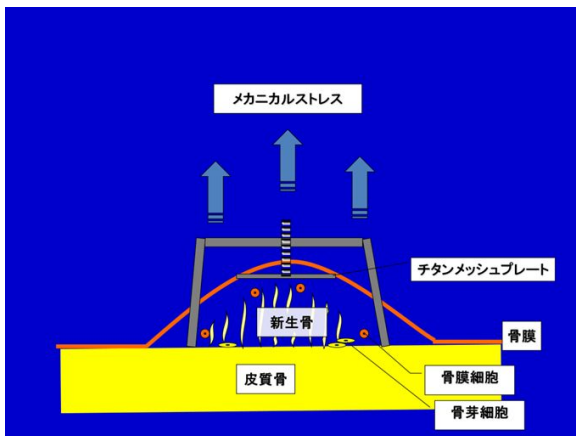 メカニカルストレス
チタンメッシュプレート
新生骨
骨膜
骨膜細胞
皮質骨
骨芽細胞